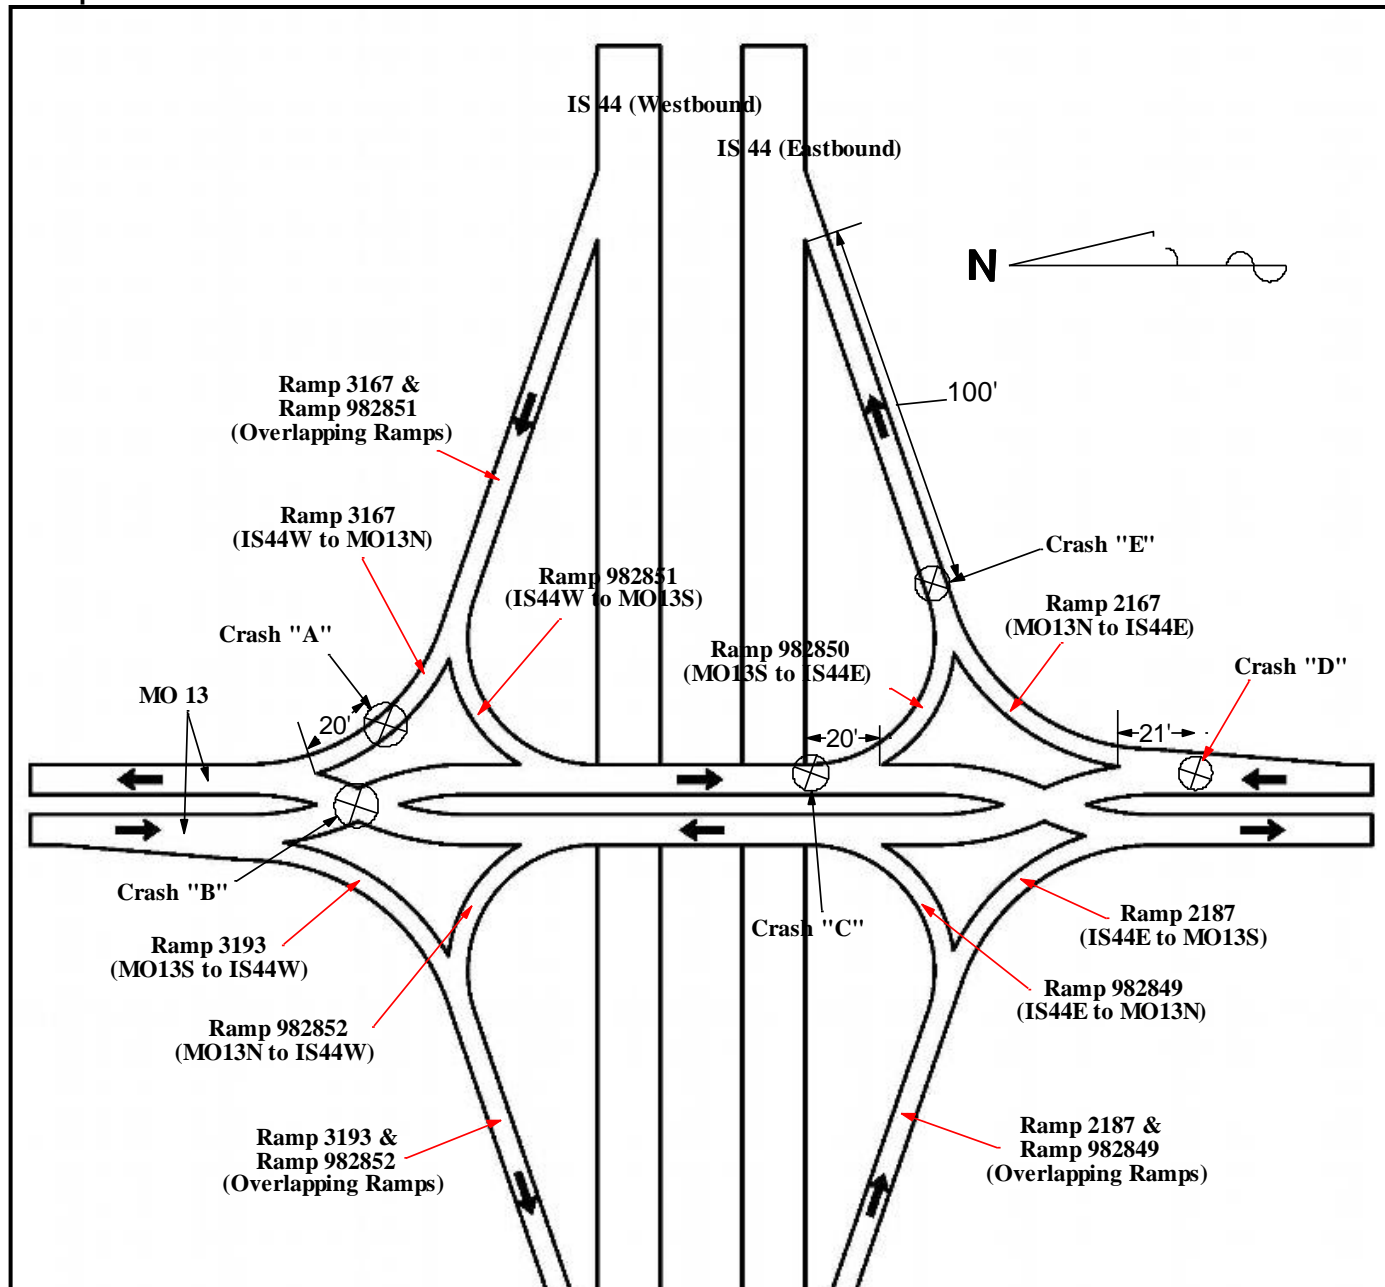 IS 44 (Westbound)
IS 44 (Eastbound)
N
100'
Ramp 3167 &
Ramp 982851
(Overlapping Ramps)
Ramp 3167
(IS44W to MO13N)
Ramp 982851
(IS44W to MO13S)
Crash "E"
Ramp 2167
(MO13N to IS44E)
Crash "A"
Ramp 982850
(MO13S to IS44E)
Crash "D"
MO 13
20'
20'
21'
Crash "B"
Crash "C"
Ramp 3193
(MO13S to IS44W)
Ramp 2187
(IS44E to MO13S)
Ramp 982852
(MO13N to IS44W)
Ramp 982849
(IS44E to MO13N)
Ramp 3193 &
Ramp 982852
(Overlapping Ramps)
Ramp 2187 &
Ramp 982849
(Overlapping Ramps)